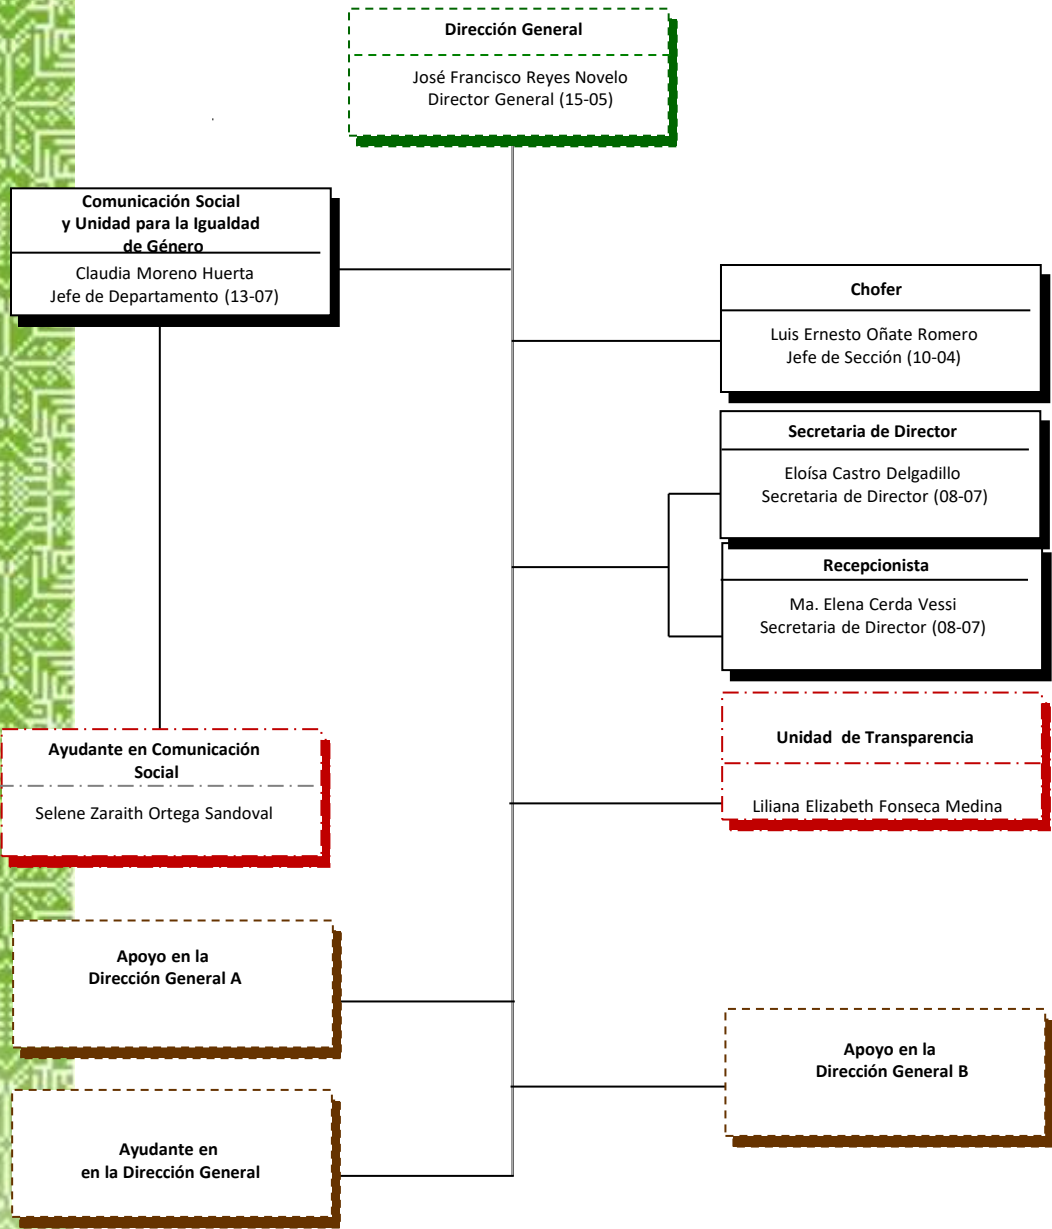 Dirección General
José Francisco Reyes Novelo
Director General (15-05)
Comunicación Social
y Unidad para la Igualdad
de Género
Claudia Moreno Huerta
Jefe de Departamento (13-07)
Chofer
Luis Ernesto Oñate Romero
Jefe de Sección (10-04)
Secretaria de Director
Eloísa Castro Delgadillo
Secretaria de Director (08-07)
Recepcionista
Ma. Elena Cerda Vessi
Secretaria de Director (08-07)
Unidad de Transparencia
Liliana Elizabeth Fonseca Medina
Ayudante en Comunicación
Social
Selene Zaraith Ortega Sandoval
Apoyo en la
Dirección General A
Apoyo en la
Dirección General B
Ayudante en
en la Dirección General